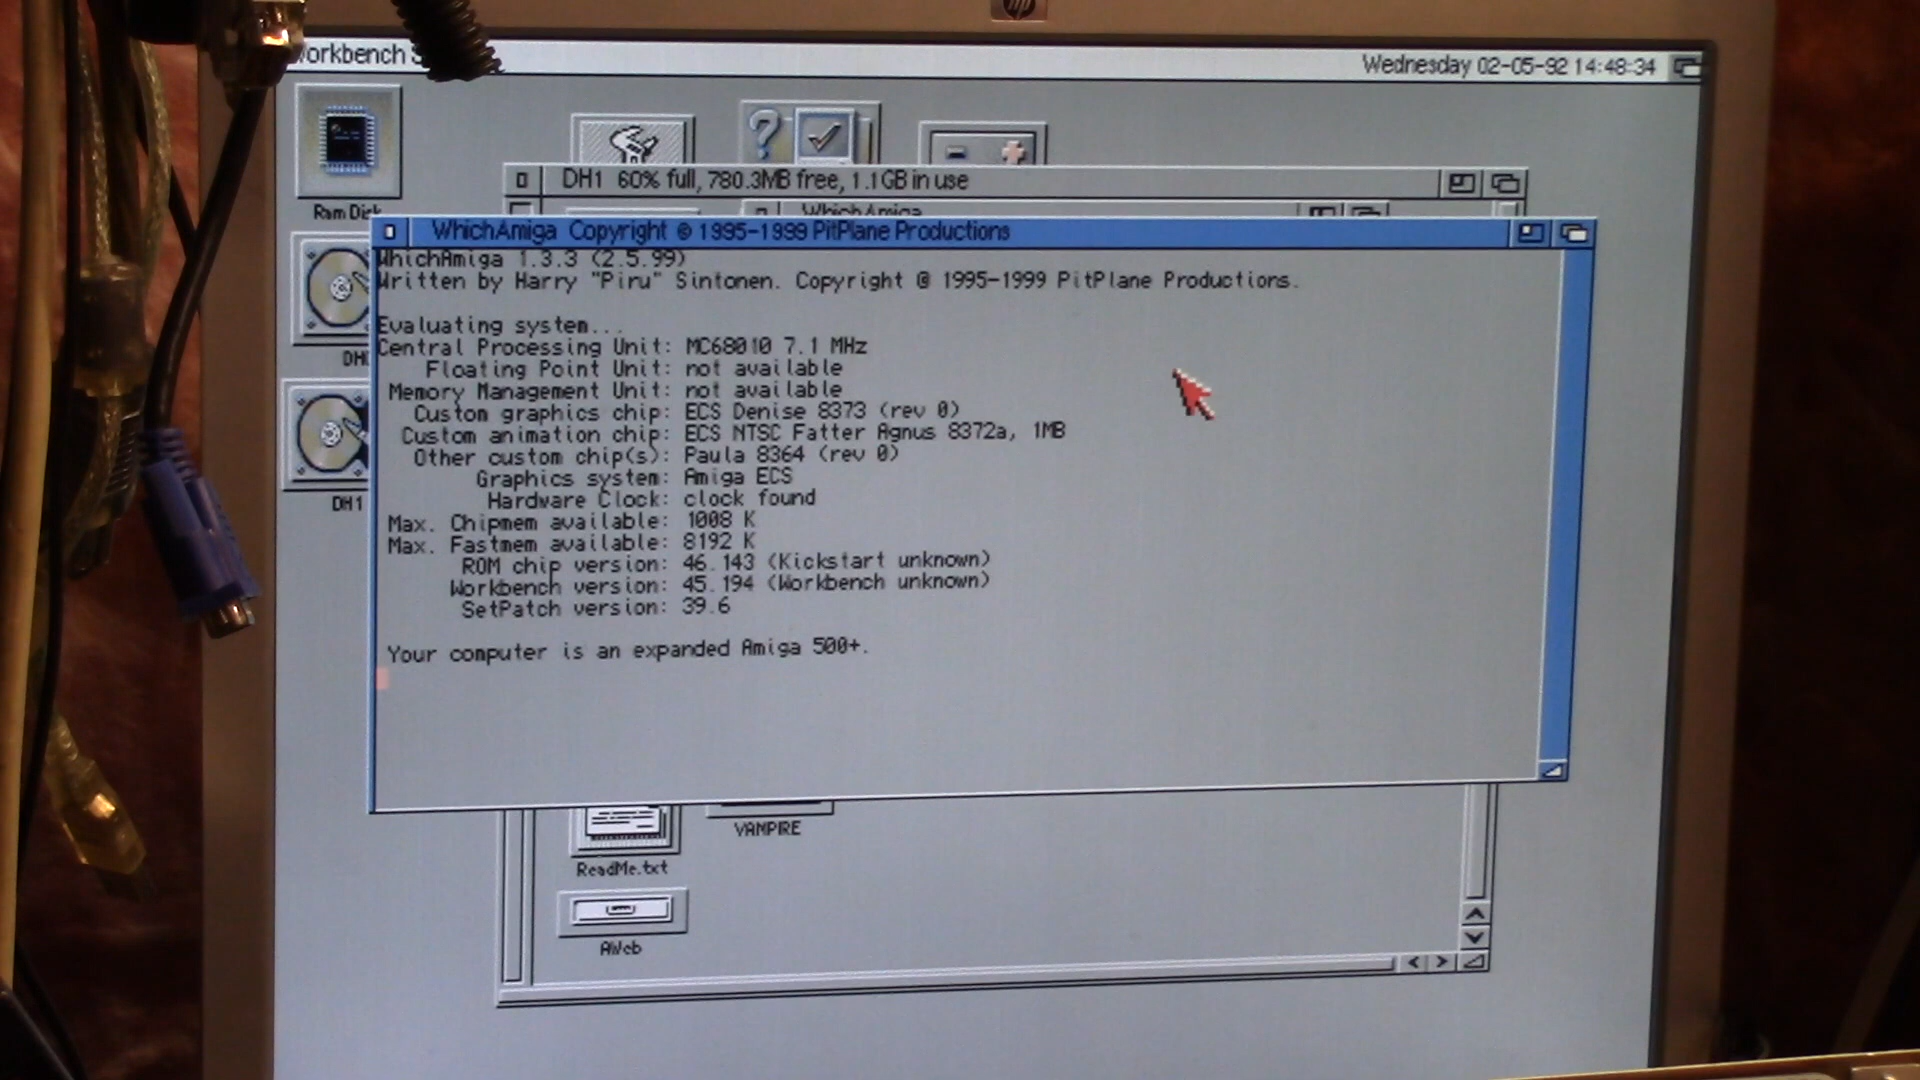 hp
orkbench S
Wednesday 02-05-92 14:48:34
Ram Disk
DH1 60% full, 780.3MB free, 1.1GB in use
WhichAmiga
WhichAmiga Copyright © 1995-1999 PitPlane Productions
WhichAmiga 1.3.3 (2.5.99)
Written by Harry "Piru" Sintonen. Copyright @ 1995-1999 PitPlane Productions.
Evaluating system...
Central Processing Unit: MC68010 7.1 MHz
Floating Point Unit: not available
Memory Management Unit: not available
Custom graphics chip: ECS Denise 8373 (rev 0)
Custom animation chip: ECS NTSC Fatter Agnus 8372a, 1MB
Other custom chip(s): Paula 8364 (rev 0)
Graphics system: Amiga ECS
Hardware Clock: clock found
Max. Chipmem available: 1008 K
Max. Fastmem available: 8192 K
ROM chip version: 46.143 (Kickstart unknown)
Workbench version: 45.194 (Workbench unknown)
SetPatch version: 39.6
Your computer is an expanded Amiga 500+.
DH
DH1
VAMPIRE
ReadMe.txt
AWeb